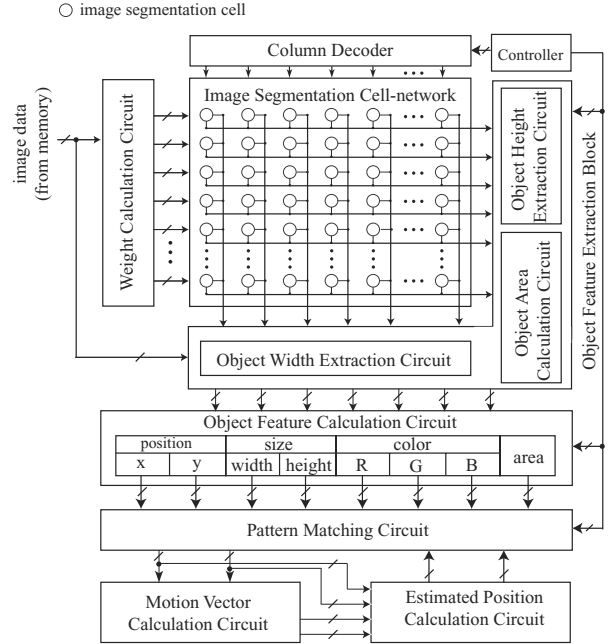 image segmentation cell
Column Decoder
Controller
image data
(from memory)
Weight Calculation Circuit
Image Segmentation Cell-network
Object Height
Extraction Circuit
Object Area
Calculation Circuit
Object Feature Extraction Block
Object Width Extraction Circuit
Object Feature Calculation Circuit
position size color area
x y width height R G B
Pattern Matching Circuit
Motion Vector
Calculation Circuit
Estimated Position
Calculation Circuit